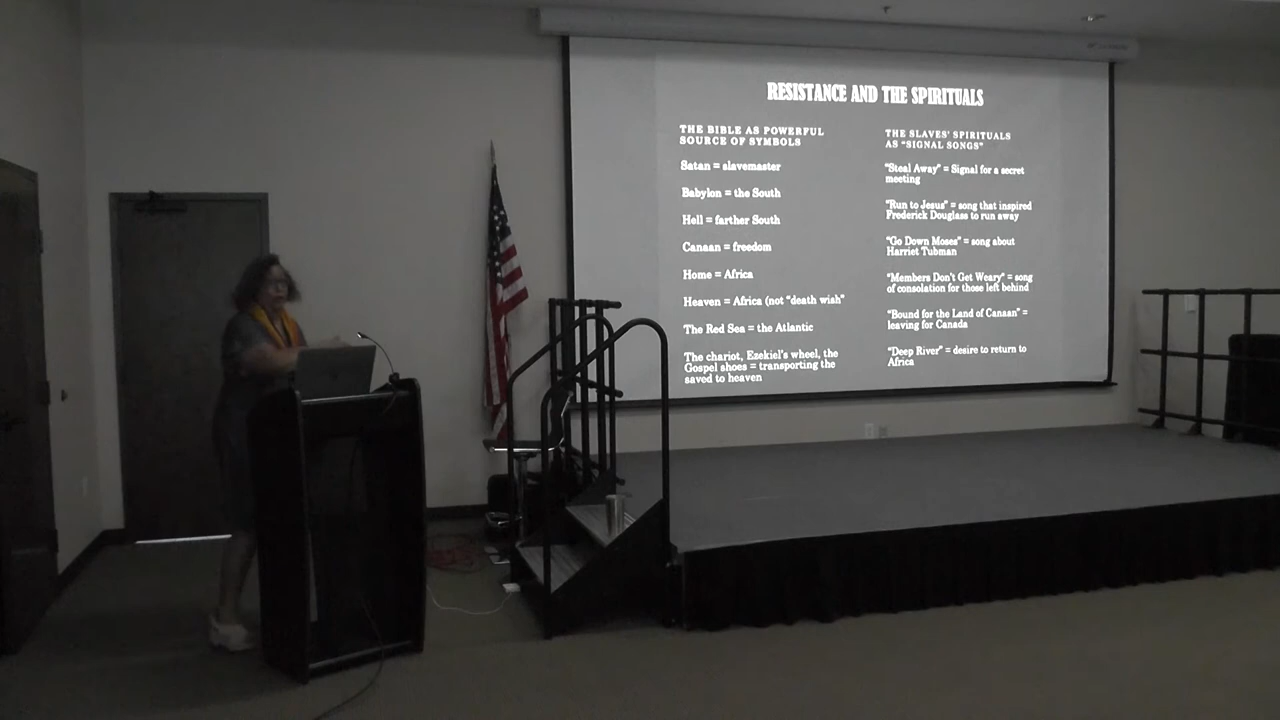 RESISTANCE AND THE SPIRITUALS
THE BIBLE AS POWERFUL
SOURCE OF SYMBOLS
Satan = slavemaster
Babylon = the South
Hell = farther South
Canaan = freedom
Home = Africa
Heaven = Africa (not "death wish"
The Red Sea = the Atlantic
The chariot, Ezekiel's wheel, the
Gospel shoes = transporting the
saved to heaven
THE SLAVES' SPIRITUALS
AS "SIGNAL SONGS"
"Steal Away" = Signal for a secret
meeting
"Run to Jesus" = song that inspired
Frederick Douglass to run away
"Go Down Moses" = song about
Harriet Tubman
"Members Don't Get Weary" = song
of consolation for those left behind
"Bound for the Land of Canaan" =
leaving for Canada
"Deep River" = desire to return to
Africa